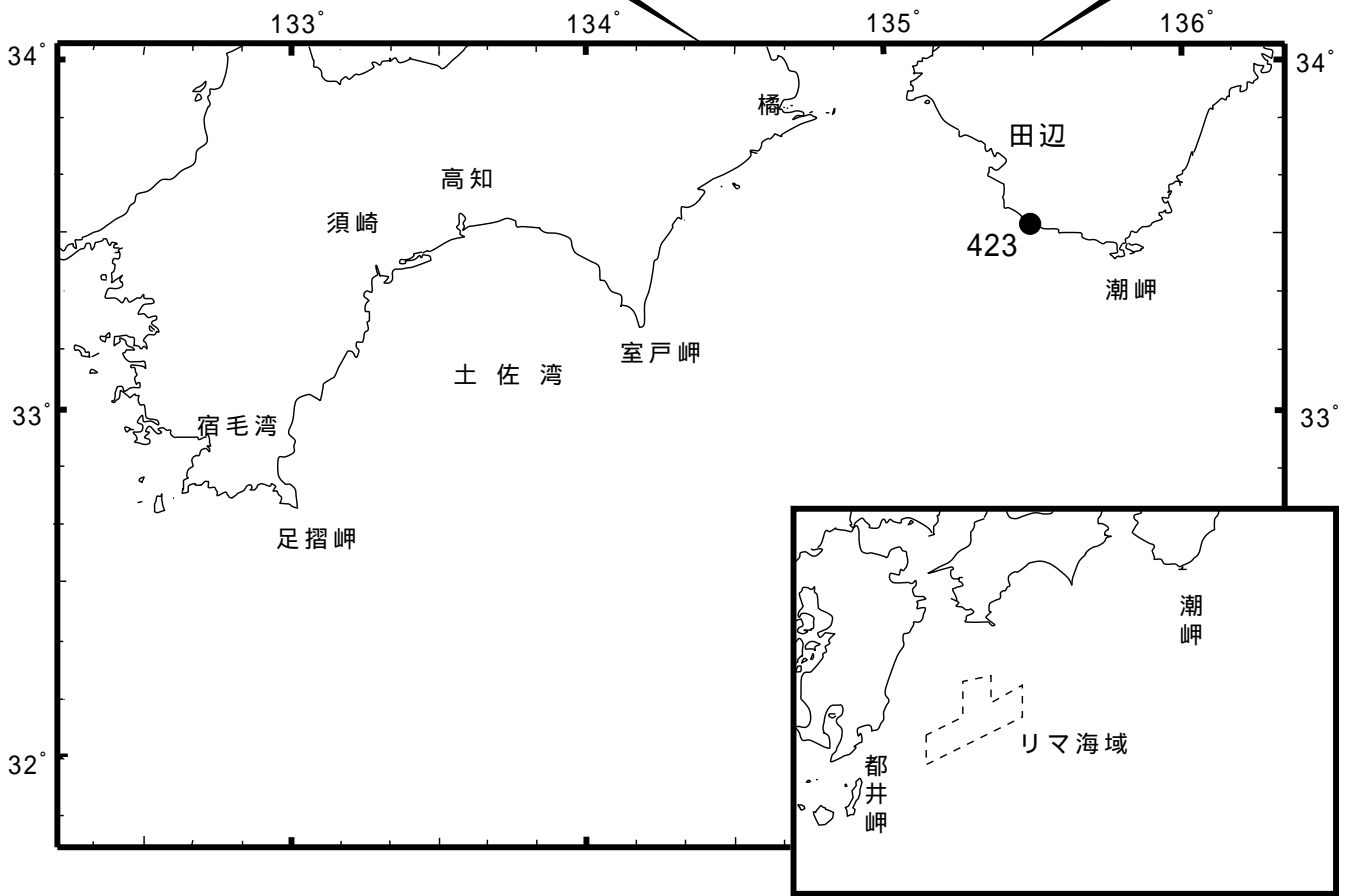 133° 134° 135° 136°
34° 34°
橘
田辺
高知
須崎
423
潮岬
室戸岬
土佐湾
33° 33°
宿毛湾
足摺岬
潮岬
リマ海域
32°
都井岬